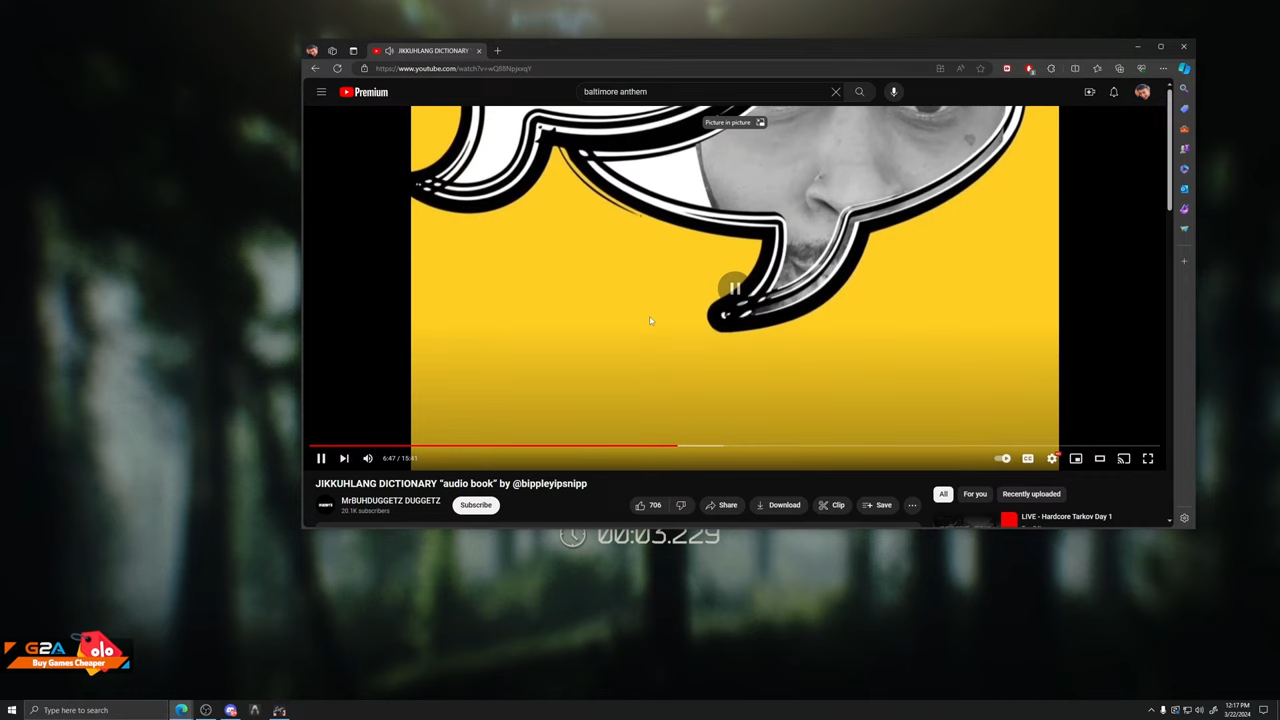 JIKKUHLANG DICTIONARY
https://www.youtube.com/watch?v=wQ88NpjxrqY
Premium
baltimore anthem
Picture in picture
6:47 / 15:41
CC
JIKKUHLANG DICTIONARY “audio book” by @bippleyipsnipp
MrBUHDUGGETZ DUGGETZ
20.1K subscribers
Subscribe
706
Share
Download
Clip
Save
All
For you
Recently uploaded
LIVE - Hardcore Tarkov Day 1
00:03.229
G2A
Buy Games Cheaper
Type here to search
12:17 PM
3/22/2024